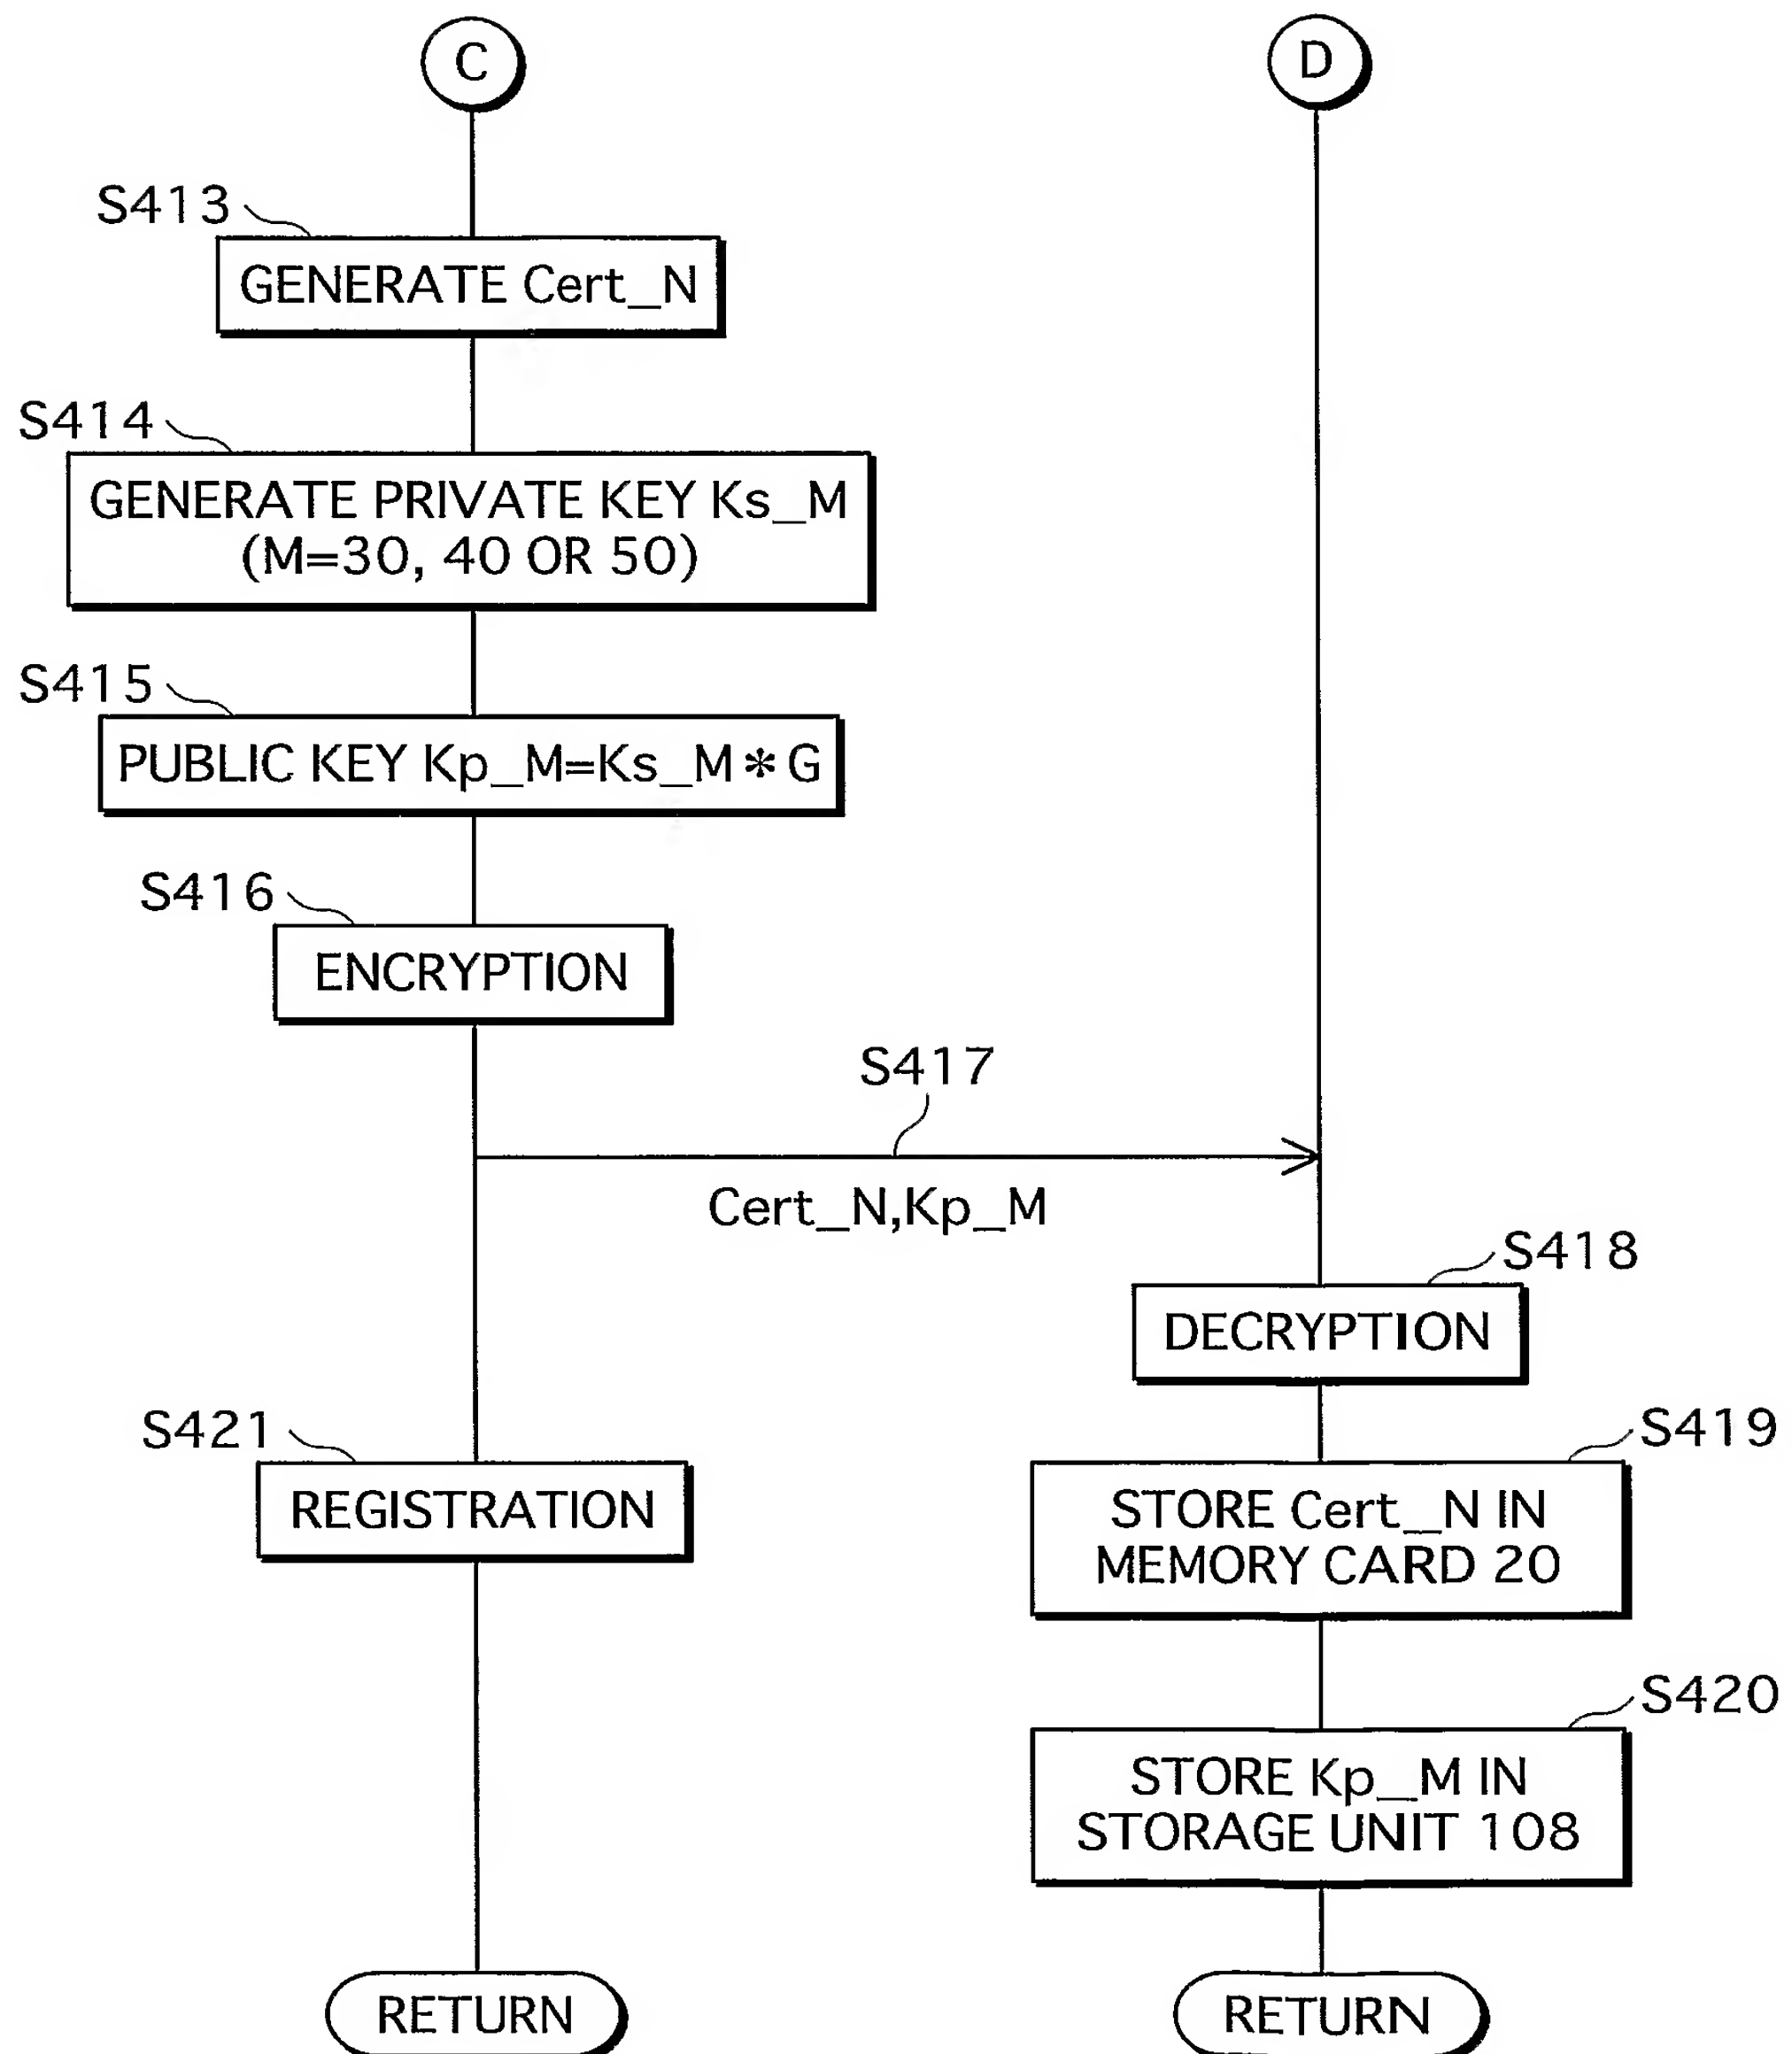 C
D
S413
GENERATE Cert_N
S414
GENERATE PRIVATE KEY Ks_M
(M=30, 40 OR 50)
S415
PUBLIC KEY Kp_M=Ks_M*G
S416
ENCRYPTION
S417
Cert_N,Kp_M
S418
DECRYPTION
S421
REGISTRATION
S419
STORE Cert_N IN
MEMORY CARD 20
S420
STORE Kp_M IN
STORAGE UNIT 108
RETURN
RETURN